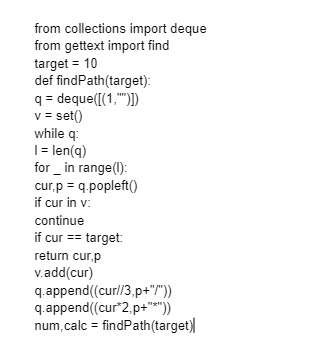 from collections import deque
from gettext import find
target = 10
def findPath(target):
q = deque([(1,"")])
v = set()
while q:
l = len(q)
for _ in range(l):
cur,p = q.popleft()
if cur in v:
continue
if cur == target:
return cur,p
v.add(cur)
q.append((cur//3,p+"/"))
q.append((cur*2,p+"*"))
num,calc = findPath(target)